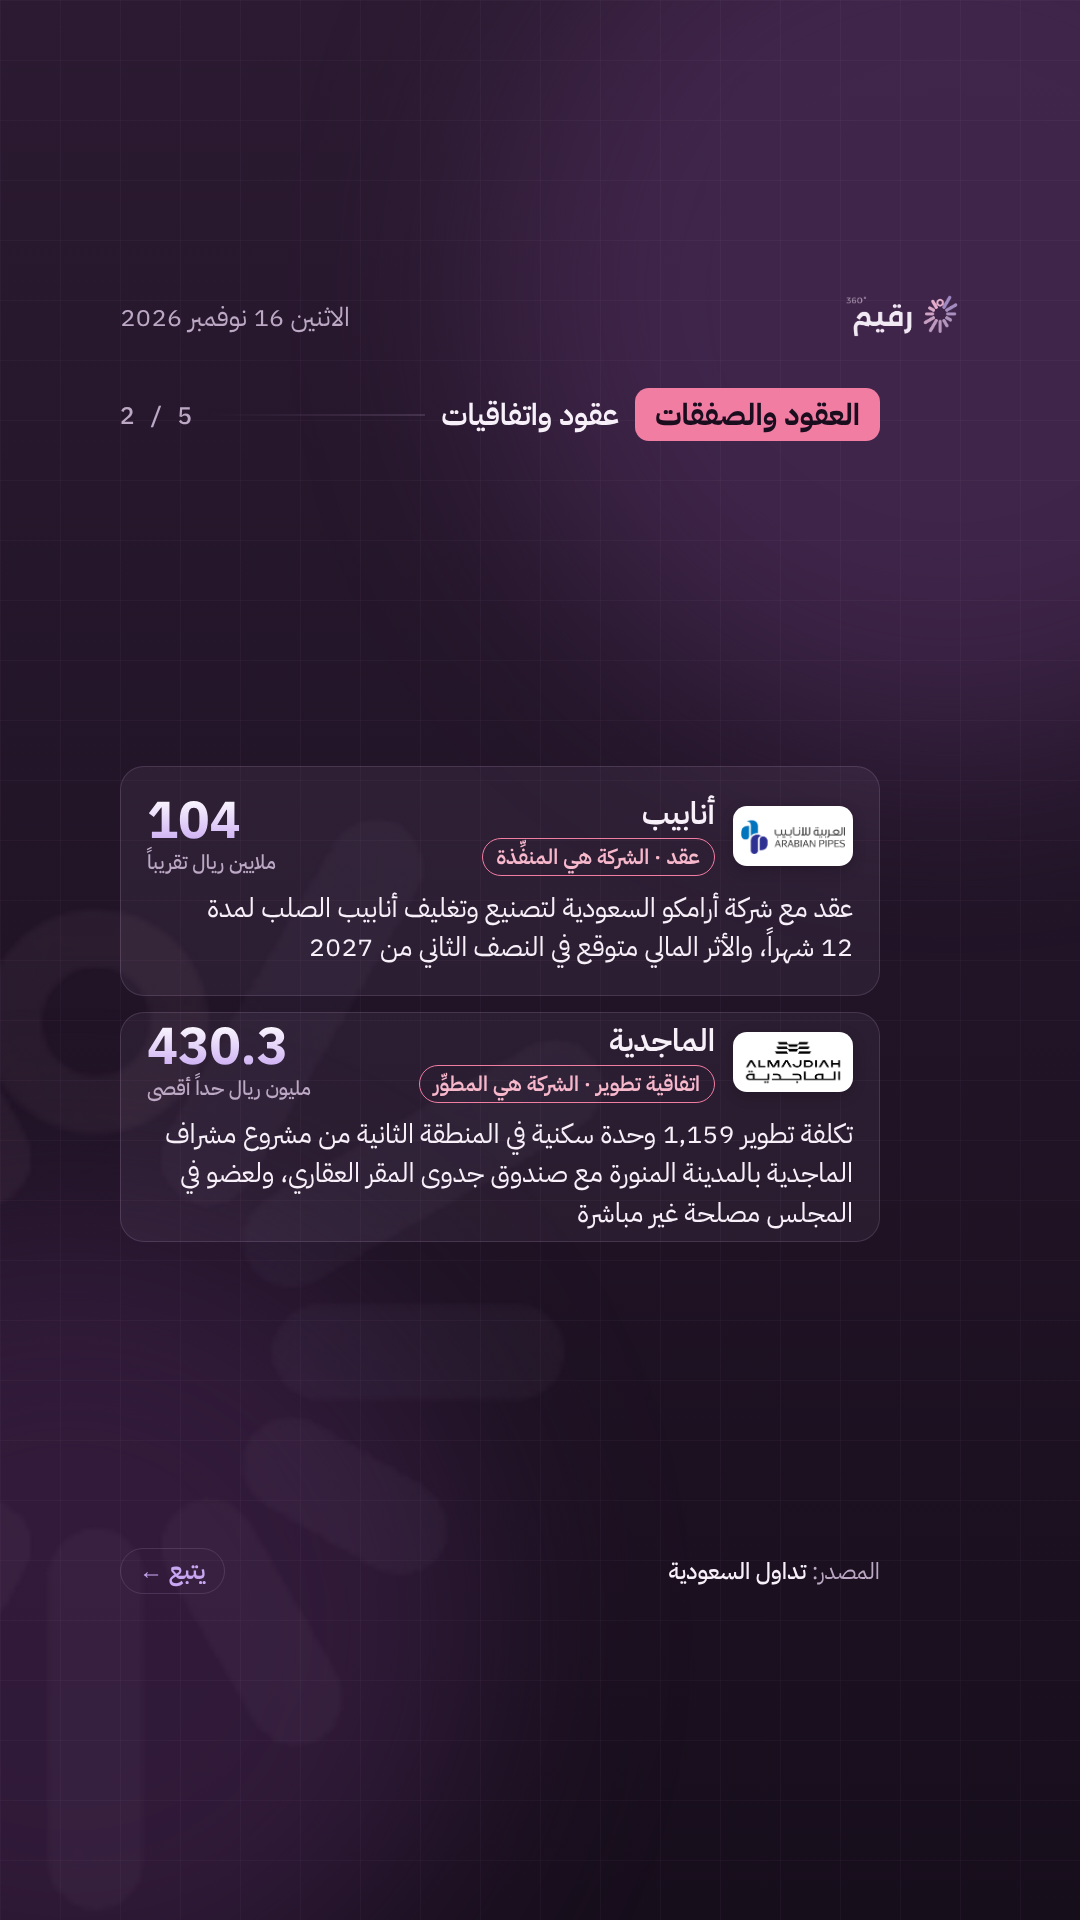 رقيم
360°
الاثنين 16 نوفمبر 2026
العقود والصفقات
عقود واتفاقيات
2 / 5
العربية للأنابيب
ARABIAN PIPES
أنابيب
عقد · الشركة هي المنفِّذة
104
ملايين ريال تقريباً
عقد مع شركة أرامكو السعودية لتصنيع وتغليف أنابيب الصلب لمدة
12 شهراً، والأثر المالي متوقع في النصف الثاني من 2027
ALMAJDIAH
الماجدية
الماجدية
اتفاقية تطوير · الشركة هي المطوِّر
430.3
مليون ريال حداً أقصى
تكلفة تطوير 1,159 وحدة سكنية في المنطقة الثانية من مشروع مشراف
الماجدية بالمدينة المنورة مع صندوق جدوى المقر العقاري، ولعضو في
المجلس مصلحة غير مباشرة
المصدر: تداول السعودية
يتبع ←